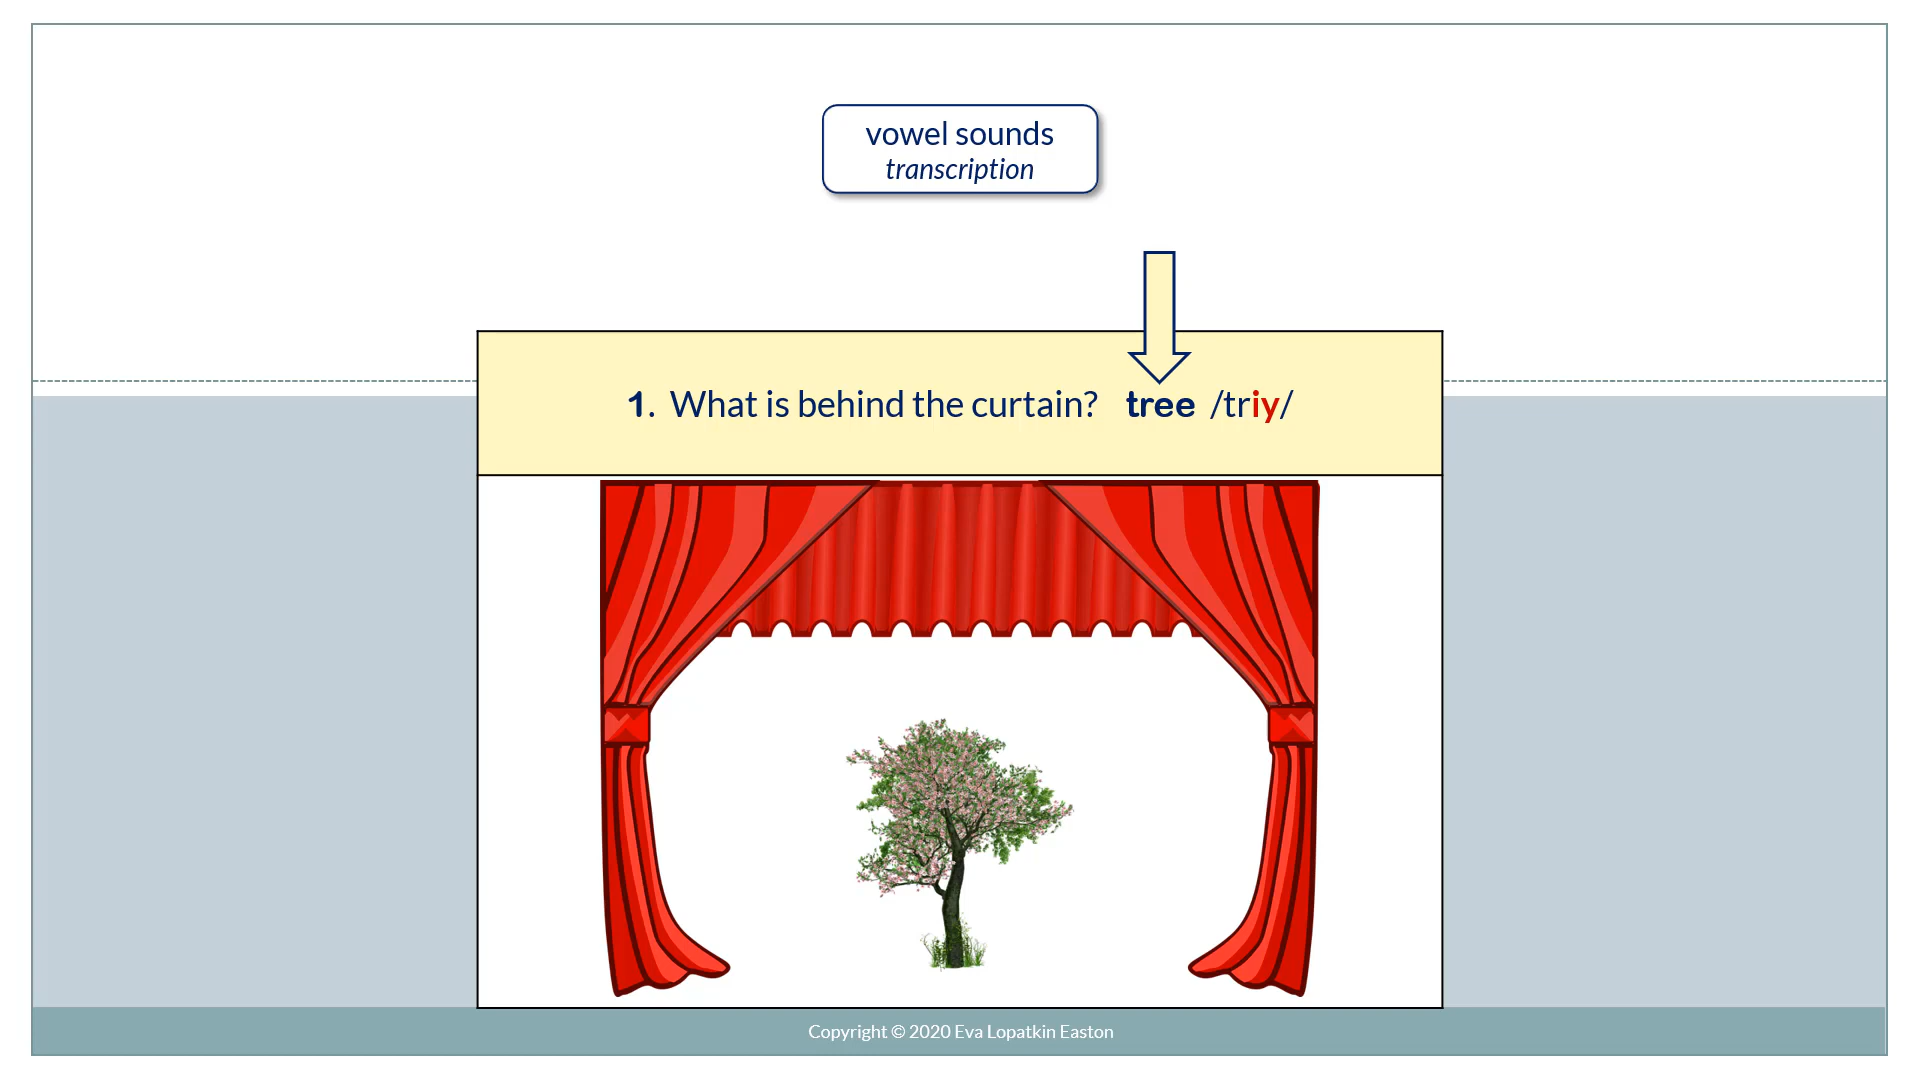 vowel sounds
transcription
1. What is behind the curtain? tree /triy/
Copyright © 2020 Eva Lopatkin Easton